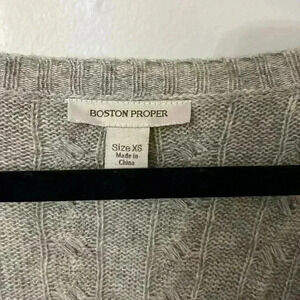 BOSTON PROPER
Size XS
Made in
China